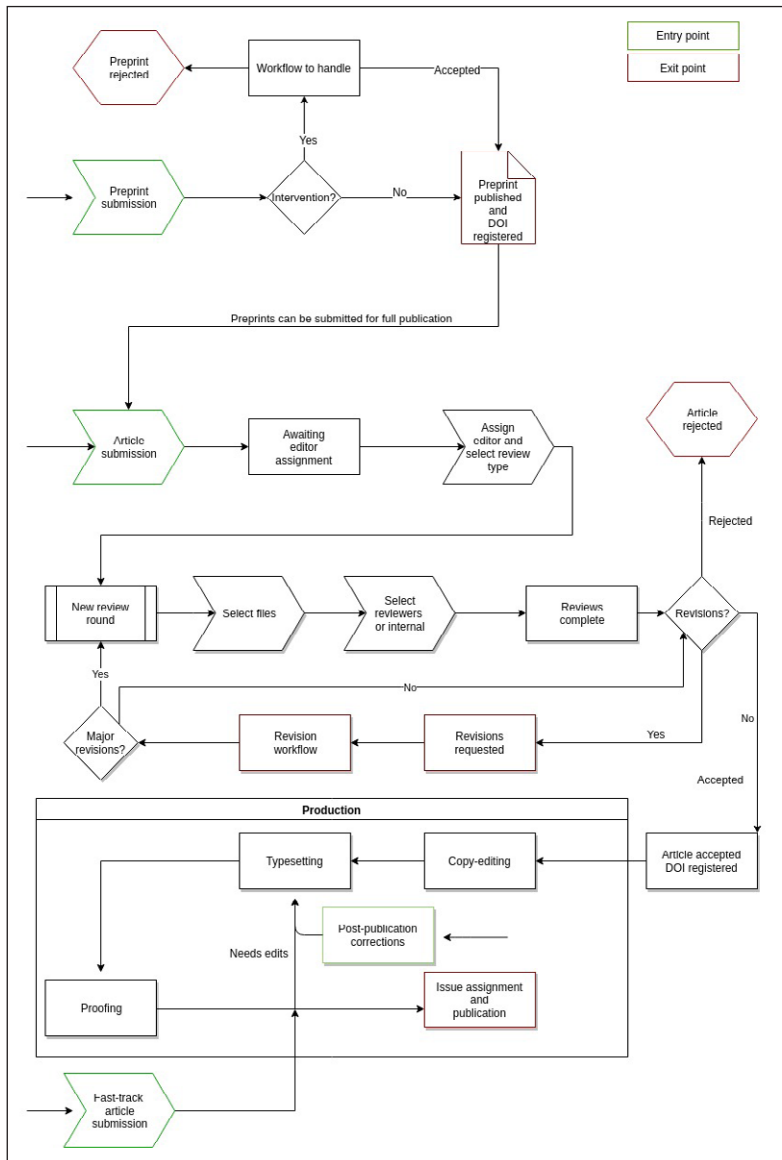 Preprint
rejected
Workflow to handle
Accepted
Entry point
Exit point
Yes
Preprint
submission
Intervention?
No
Preprint
published
and
DOI
registered
Preprints can be submitted for full publication
Article
submission
Awaiting
editor
assignment
Assign
editor and
select review
type
Article
rejected
Rejected
New review
round
Select files
Select
reviewers
or internal
Reviews
complete
Revisions?
Yes
No
Major
revisions?
Revision
workflow
Revisions
requested
Yes
No
Accepted
Production
Typesetting
Copy-editing
Article accepted
DOI registered
Post-publication
corrections
Needs edits
Proofing
Issue assignment
and
publication
Fast-track
article
submission